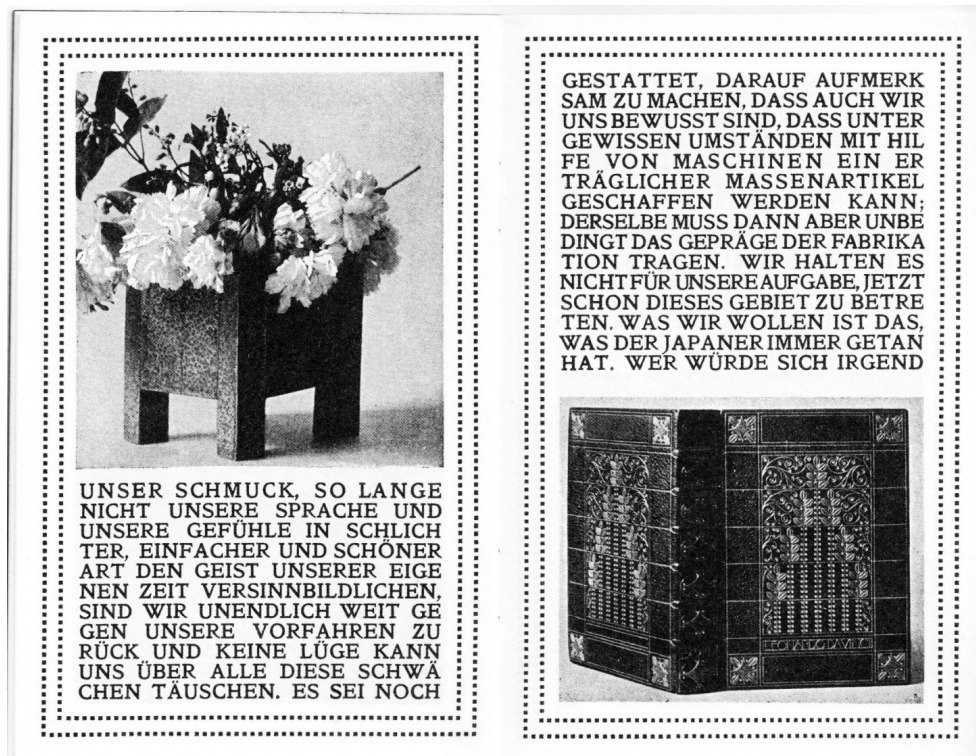 UNSER SCHMUCK, SO LANGE
NICHT UNSERE SPRACHE UND
UNSERE GEFÜHLE IN SCHLICH
TER, EINFACHER UND SCHÖNER
ART DEN GEIST UNSERER EIGE
NEN ZEIT VERSINNBILDLICHEN,
SIND WIR UNENDLICH WEIT GE
GEN UNSERE VORFAHREN ZU
RÜCK UND KEINE LÜGE KANN
UNS ÜBER ALLE DIESE SCHWÄ
CHEN TÄUSCHEN. ES SEI NOCH
GESTATTET, DARAUF AUFMERK
SAM ZU MACHEN, DASS AUCH WIR
UNS BEWUSST SIND, DASS UNTER
GEWISSEN UMSTÄNDEN MIT HIL
FE VON MASCHINEN EIN ER
TRÄGLICHER MASSENARTIKEL
GESCHAFFEN WERDEN KANN;
DERSELBE MUSS DANN ABER UNBE
DINGT DAS GEPRÄGE DER FABRIKA
TION TRAGEN. WIR HALTEN ES
NICHT FÜR UNSERE AUFGABE, JETZT
SCHON DIESES GEBIET ZU BETRE
TEN. WAS WIR WOLLEN IST DAS,
WAS DER JAPANER IMMER GETAN
HAT. WER WÜRDE SICH IRGEND
LEONARDO DA VINCI